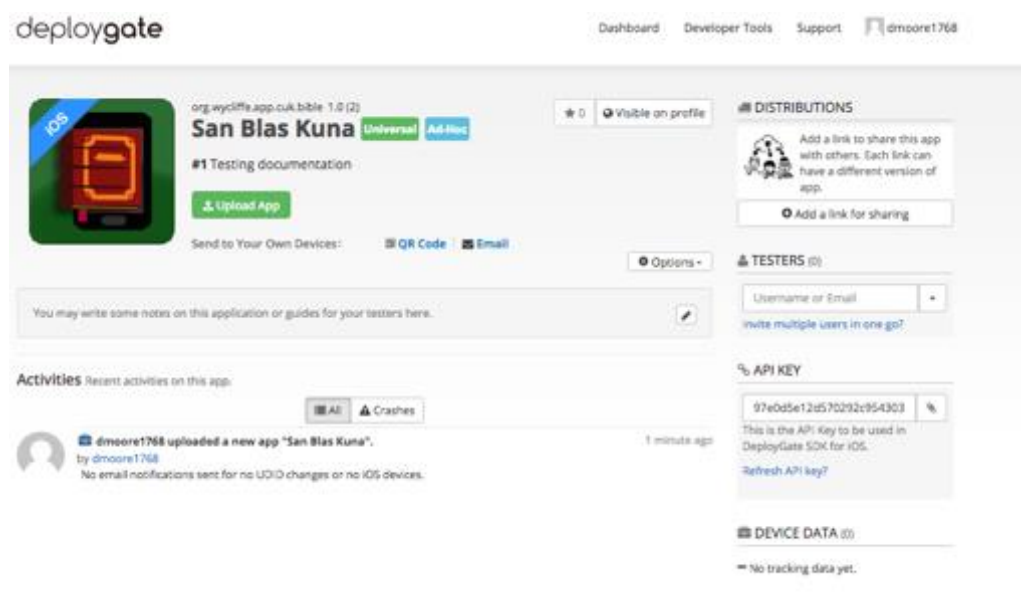 deploygate
Dashboard Developer Tools Support dmoore1768
iOS
org.wycliffe.app.cuk.bible 1.0 (2)
San Blas Kuna Universal Ad-Hoc
#1 Testing documentation
Upload App
Send to Your Own Devices: QR Code Email
0 Visible on profile
Options
You may write some notes on this application or guides for your testers here.
Activities Recent activities on this app.
All Crashes
dmoore1768 uploaded a new app "San Blas Kuna". 1 minute ago
by dmoore1768
No email notifications sent for no UDID changes or no iOS devices.
DISTRIBUTIONS
Add a link to share this app
with others. Each link can
have a different version of
app.
Add a link for sharing
TESTERS (0)
Username or Email
Invite multiple users in one go?
API KEY
97e0d5e12d570292c954303
This is the API Key to be used in
DeployGate SDK for iOS.
Refresh API key?
DEVICE DATA (0)
No tracking data yet.